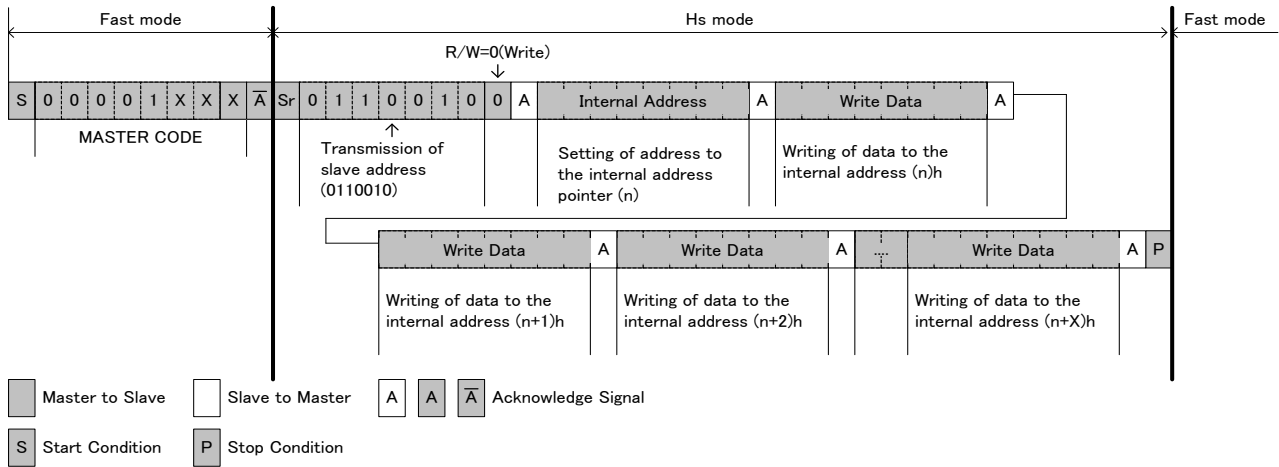 Fast mode Hs mode Fast mode
R/W=0(Write)
S 0 0 0 0 1 X X X A̅ Sr 0 1 1 0 0 1 0 0 A Internal Address A Write Data A
MASTER CODE
Transmission of
slave address
(0110010)
Setting of address to
the internal address
pointer (n)
Writing of data to the
internal address (n)h
Write Data A Write Data A .... Write Data A P
Writing of data to the
internal address (n+1)h
Writing of data to the
internal address (n+2)h
Writing of data to the
internal address (n+X)h
Master to Slave Slave to Master A A A̅ Acknowledge Signal
S Start Condition P Stop Condition